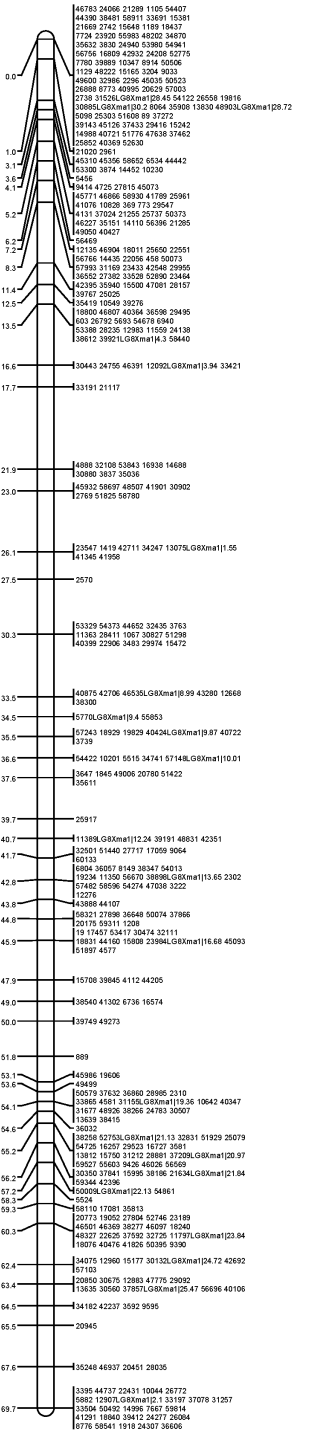 46783 24066 21289 1105 54407
44390 38481 58911 33691 15381
21669 2742 15648 1189 18437
7724 23920 55983 48202 34870
35632 3830 24940 53980 54941
56756 16809 42932 24208 52775
7780 39889 10347 8914 50506
1129 48222 15165 3204 9033
0.0
49600 32986 2296 45035 50523
26888 8773 40995 20629 57003
2738 31526LG8Xma1|28.45 54122 26558 19816
30885LG8Xma1|30.2 8064 35908 13830 48903LG8Xma1|28.72
5098 25303 51608 89 37272
39143 45126 37433 29416 15242
14988 40721 51776 47638 37462
25852 40369 52630
1.0
21020 2961
3.1
45310 45356 58652 6534 44442
53300 3874 14452 10230
3.6
5456
4.1
9414 4725 27815 45073
5.2
45771 46866 58930 41789 25961
41076 10828 369 773 29547
4131 37024 21255 25737 50373
46227 35151 14110 56396 21285
49050 40427
6.2
56469
7.2
12135 46904 18011 25650 22551
56766 14435 22056 458 50073
8.3
57993 31169 23433 42548 29955
36552 27382 33528 52890 23464
11.4
42395 35940 15500 47081 28157
39767 25025
12.5
35419 10549 39276
13.5
18800 46807 40364 36598 29495
603 26792 5693 54678 6940
53388 28235 12983 11559 24138
38612 39921LG8Xma1|4.3 58440
16.6
30443 24755 46391 12092LG8Xma1|3.94 33421
17.7
33191 21117
21.9
4888 32108 53843 16938 14688
30880 3837 35036
23.0
45932 58697 48507 41901 30902
2769 51825 58780
26.1
23547 1419 42711 34247 13075LG8Xma1|1.55
41345 41958
27.5
2570
30.3
53329 54373 44652 32435 3763
11363 28411 1067 30827 51298
40399 22906 3483 29974 15472
33.5
40875 42706 46535LG8Xma1|8.99 43280 12668
38300
34.5
5770LG8Xma1|9.4 55853
35.5
57243 18929 19829 40424LG8Xma1|9.87 40722
3739
36.6
54422 10201 5515 34741 57148LG8Xma1|10.01
37.6
3647 1845 49006 20780 51422
35611
39.7
25917
40.7
11389LG8Xma1|12.24 39191 48831 42351
41.7
32501 51440 27717 17059 9064
60133
42.8
6804 36057 8149 38347 54013
19234 11350 56670 38898LG8Xma1|13.65 2302
57482 58596 54274 47038 3222
12276
43.8
43888 44107
44.8
58321 27898 36648 50074 37866
20175 59311 1208
45.9
19 17457 53417 30474 32111
18831 44160 15808 23984LG8Xma1|16.68 45093
51897 4577
47.9
15708 39845 4112 44205
49.0
38540 41302 6736 16574
50.0
39749 49273
51.8
889
53.1
45986 19606
53.6
49499
54.1
50579 37632 36860 28985 2310
33865 4581 31155LG8Xma1|19.36 10642 40347
31677 48926 38266 24783 30507
13639 38415
54.6
36032
55.2
38258 52753LG8Xma1|21.13 32831 51929 25079
54725 16257 29523 16727 3581
13812 15750 31212 28881 37209LG8Xma1|20.97
59527 55603 9426 46026 56569
56.2
30350 37841 15995 38186 21634LG8Xma1|21.84
59344 42396
57.2
50009LG8Xma1|22.13 54861
58.3
5524
59.3
58110 17081 35813
60.3
20773 19052 27804 52746 23189
46501 46369 38277 46097 18240
48327 22625 37592 32725 11797LG8Xma1|23.84
18076 40476 41826 50395 9390
62.4
34075 12960 15177 30132LG8Xma1|24.72 42692
57103
63.4
20850 30675 12883 47775 29092
13635 30560 37857LG8Xma1|25.47 56696 40106
64.5
34182 42237 3592 9595
65.5
20945
67.6
35248 46937 20451 28035
69.7
3395 44737 22431 10044 26772
5882 12907LG8Xma1|2.1 33197 37078 31257
33504 50492 14996 7667 59814
41291 18840 39412 24277 26084
8776 58541 1918 24307 36606